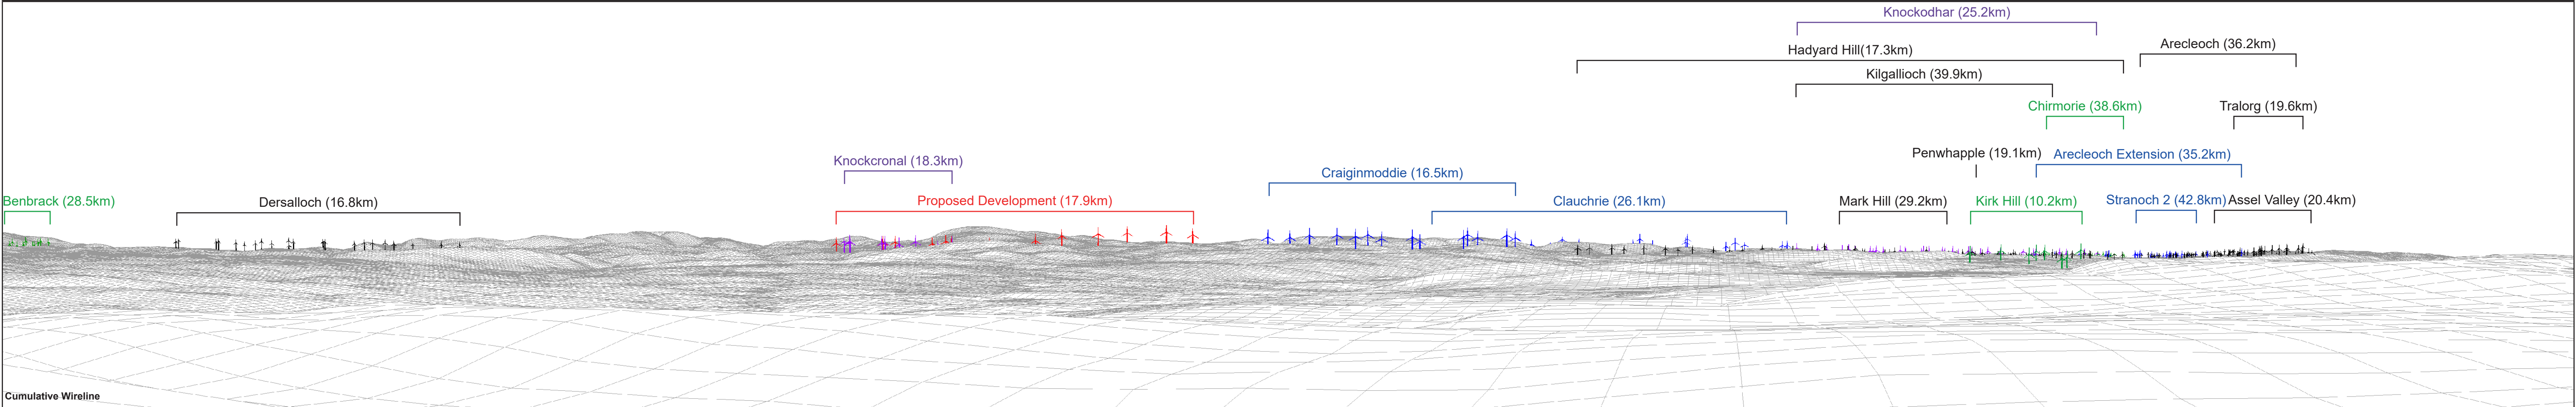 Knockodhar (25.2km)
Arecleoch (36.2km)
Hadyard Hill(17.3km)
Kilgallioch (39.9km)
Chirmorie (38.6km)
Tralorg (19.6km)
Penwhapple (19.1km)
Arecleoch Extension (35.2km)
Knockcronal (18.3km)
Craiginmoddie (16.5km)
Benbrack (28.5km)
Dersalloch (16.8km)
Proposed Development (17.9km)
Clauchrie (26.1km)
Mark Hill (29.2km)
Kirk Hill (10.2km)
Stranoch 2 (42.8km)
Assel Valley (20.4km)
Cumulative Wireline